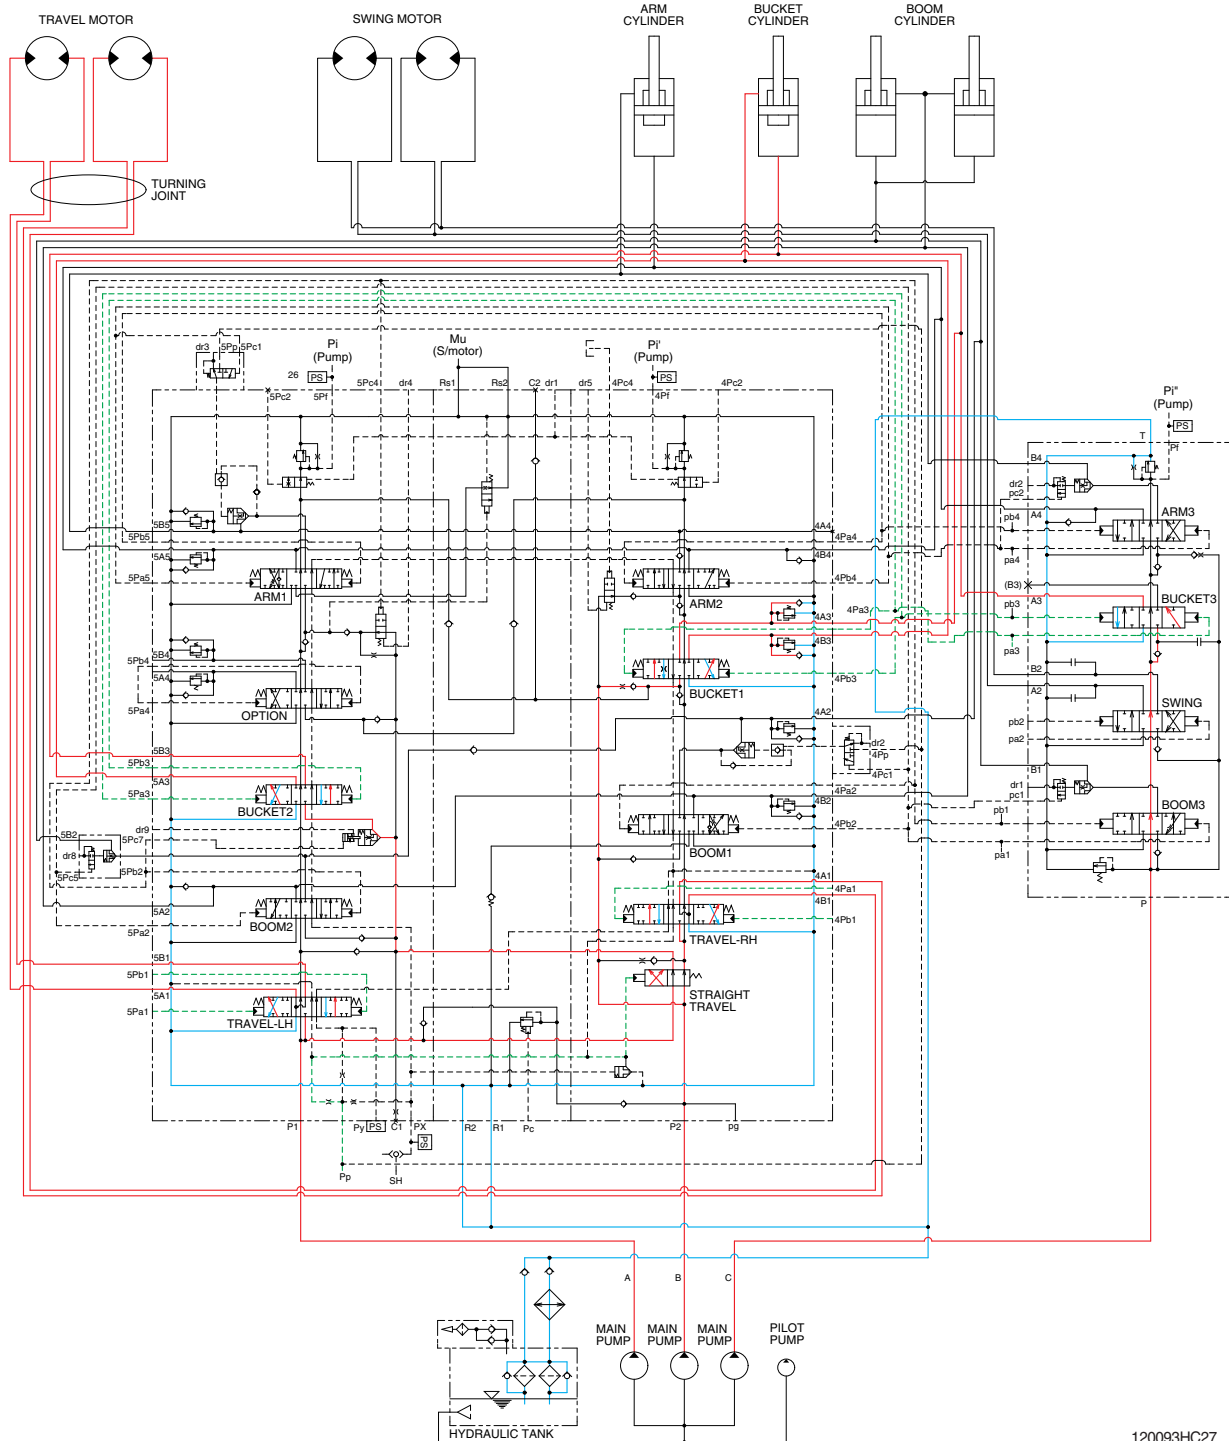 TRAVEL MOTOR
SWING MOTOR
ARM
CYLINDER
BUCKET
CYLINDER
BOOM
CYLINDER
TURNING
JOINT
dr3
5Pp
5Pc1
Pi
(Pump)
Mu
(S/motor)
Pi'
(Pump)
26
PS
PS
5Pc2
5Pf
5Pc4
dr4
Rs1
Rs2
C2
dr1
dr5
4Pc4
4Pf
4Pc2
Pi"
(Pump)
PS
T
Pf
B4
dr2
pc2
A4
pb4
ARM3
pa4
(B3)
A3
pb3
BUCKET3
pa3
B2
A2
SWING
pb2
pa2
B1
dr1
pc1
BOOM3
pb1
pa1
P
5B5
5Pb5
5A5
5Pa5
ARM1
4A4
4Pa4
4B4
4Pb4
ARM2
4Pa3
4A3
4B3
4Pb3
BUCKET1
5B4
5Pb4
5A4
5Pa4
OPTION
4A2
dr2
4Pp
4Pc1
4Pa2
4B2
4Pb2
BOOM1
5B3
5Pb3
5A3
5Pa3
BUCKET2
dr9
5Pc7
5B2
dr8
5Pc5
5Pb2
5A2
5Pa2
BOOM2
4A1
4Pa1
4B1
4Pb1
TRAVEL-RH
5B1
5Pb1
5A1
5Pa1
TRAVEL-LH
STRAIGHT
TRAVEL
P1
Py
PS
C1
PX
PS
R2
R1
Pc
P2
pg
Pp
SH
A
B
C
MAIN
PUMP
MAIN
PUMP
MAIN
PUMP
PILOT
PUMP
HYDRAULIC TANK
120093HC27